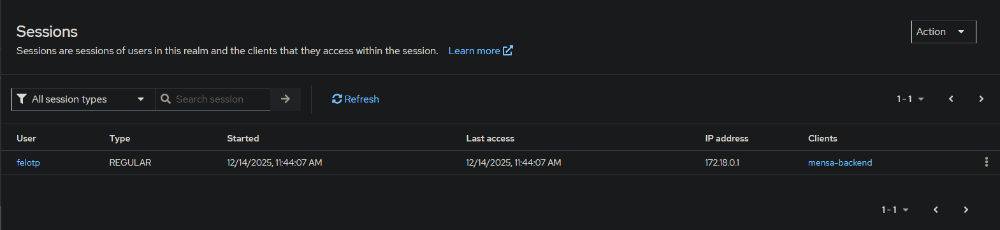 Sessions
Action
Sessions are sessions of users in this realm and the clients that they access within the session. Learn more
All session types Search session Refresh 1 - 1
User Type Started Last access IP address Clients
felotp REGULAR 12/14/2025, 11:44:07 AM 12/14/2025, 11:44:07 AM 172.18.0.1 mensa-backend
1 - 1